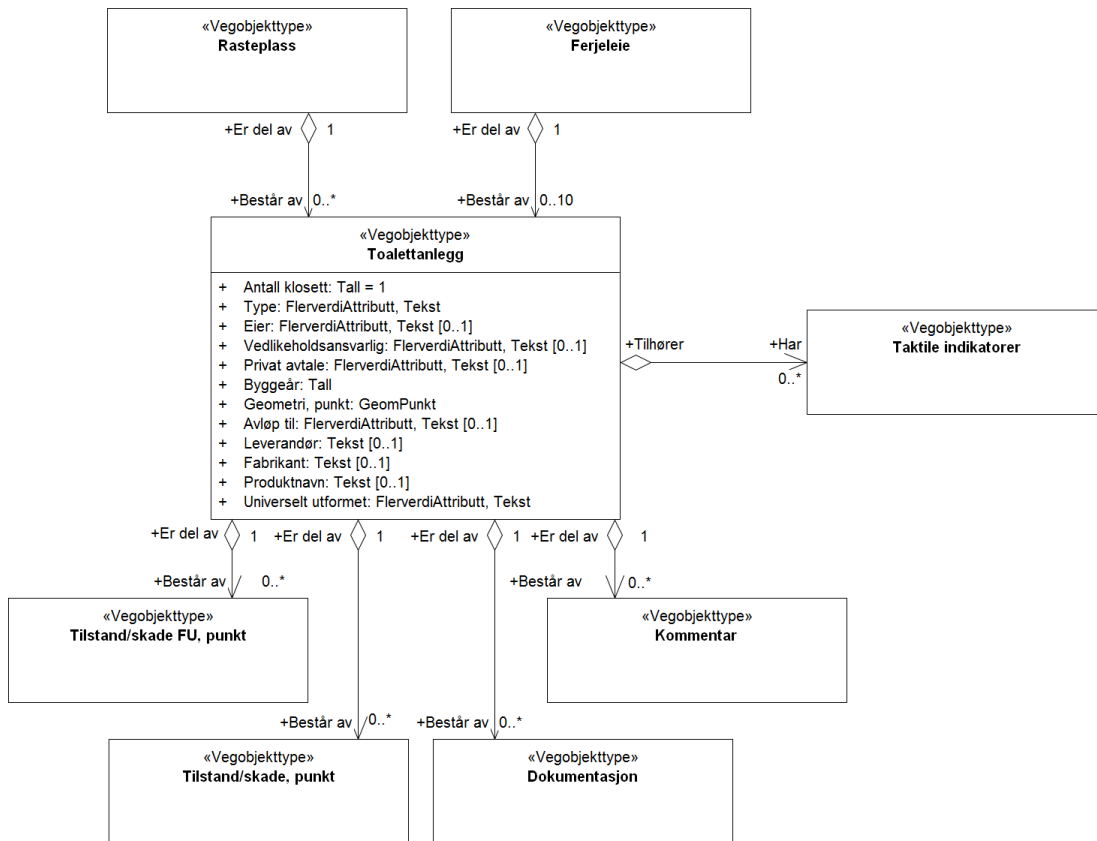 «Vegobjekttype»
Rasteplass
«Vegobjekttype»
Ferjeleie
+Er del av 1
+Er del av 1
+Består av 0..*
+Består av 0..10
«Vegobjekttype»
Toalettanlegg
+ Antall klosett: Tall = 1
+ Type: FlerverdiAttributt, Tekst
+ Eier: FlerverdiAttributt, Tekst [0..1]
+ Vedlikeholdsansvarlig: FlerverdiAttributt, Tekst [0..1]
+ Privat avtale: FlerverdiAttributt, Tekst [0..1]
+ Byggeår: Tall
+ Geometri, punkt: GeomPunkt
+ Avløp til: FlerverdiAttributt, Tekst [0..1]
+ Leverandør: Tekst [0..1]
+ Fabrikant: Tekst [0..1]
+ Produktnavn: Tekst [0..1]
+ Universelt utformet: FlerverdiAttributt, Tekst
+Tilhører
+Har
0..*
«Vegobjekttype»
Taktile indikatorer
+Er del av 1
+Er del av 1
+Er del av 1
+Er del av 1
+Består av 0..*
+Består av 0..*
«Vegobjekttype»
Tilstand/skade FU, punkt
«Vegobjekttype»
Kommentar
+Består av 0..*
+Består av 0..*
«Vegobjekttype»
Tilstand/skade, punkt
«Vegobjekttype»
Dokumentasjon